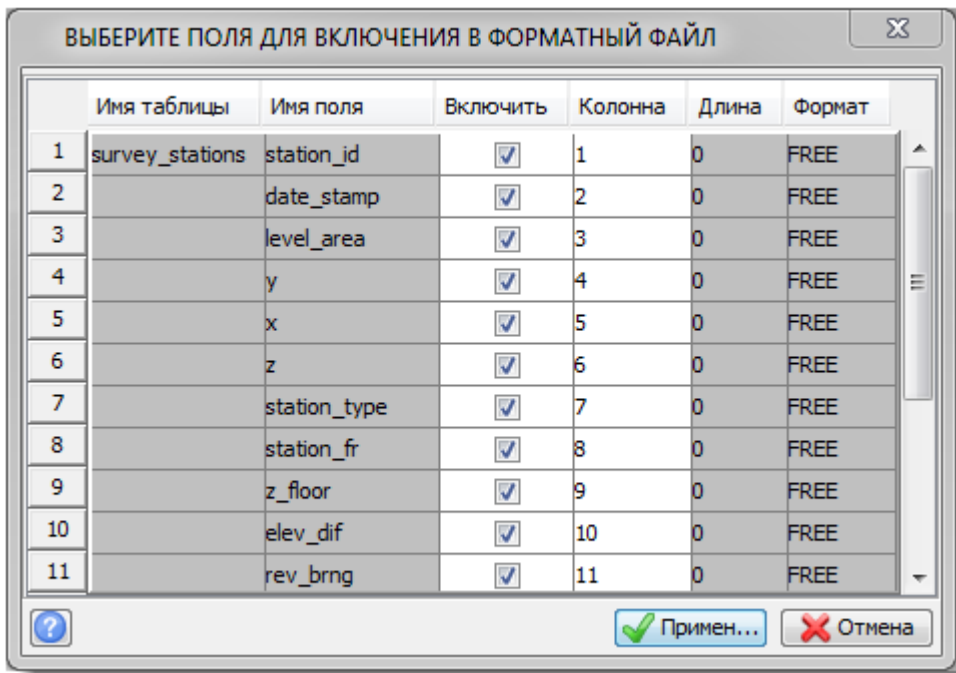 ВЫБЕРИТЕ ПОЛЯ ДЛЯ ВКЛЮЧЕНИЯ В ФОРМАТНЫЙ ФАЙЛ
Имя таблицы Имя поля Включить Колонна Длина Формат
1 survey_stations station_id 1 0 FREE
2 date_stamp 2 0 FREE
3 level_area 3 0 FREE
4 y 4 0 FREE
5 x 5 0 FREE
6 z 6 0 FREE
7 station_type 7 0 FREE
8 station_fr 8 0 FREE
9 z_floor 9 0 FREE
10 elev_dif 10 0 FREE
11 rev_brng 11 0 FREE
? Примен... Отмена